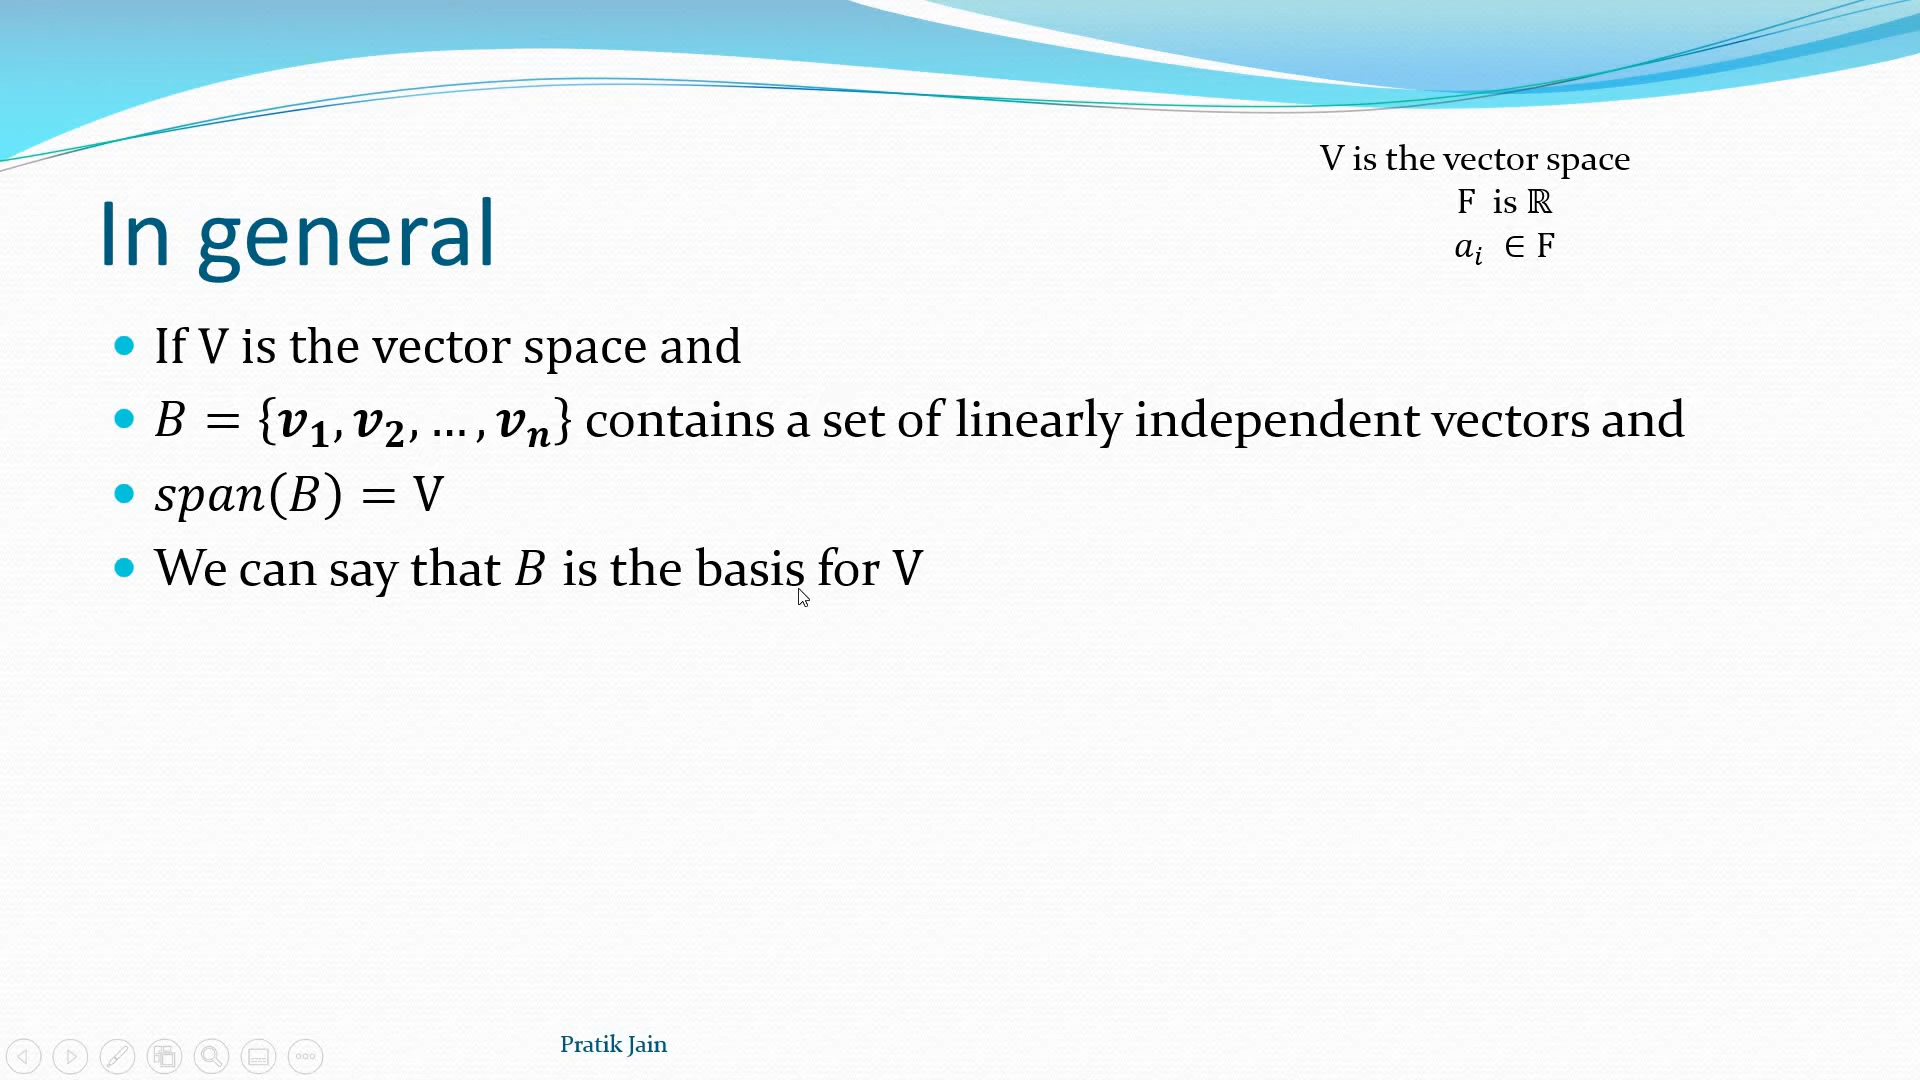 V is the vector space
F is ℝ
aᵢ ∈ F
In general
• If V is the vector space and
• B = {v₁, v₂, … , vₙ} contains a set of linearly independent vectors and
• span(B) = V
• We can say that B is the basis for V
Pratik Jain